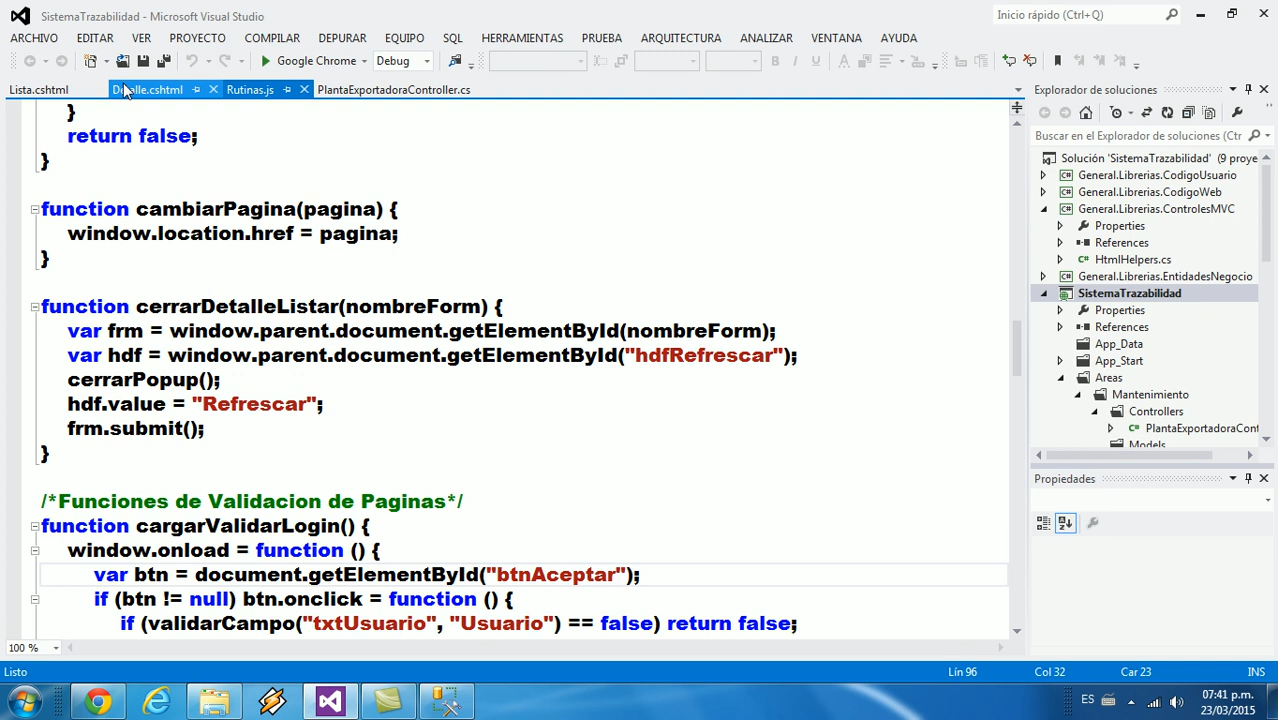 SistemaTrazabilidad - Microsoft Visual Studio
Inicio rápido (Ctrl+Q)
ARCHIVO EDITAR VER PROYECTO COMPILAR DEPURAR EQUIPO SQL HERRAMIENTAS PRUEBA ARQUITECTURA ANALIZAR VENTANA AYUDA
Google Chrome Debug
Lista.cshtml Detalle.cshtml Rutinas.js PlantaExportadoraController.cs
}
return false;
}
function cambiarPagina(pagina) {
window.location.href = pagina;
}
function cerrarDetalleListar(nombreForm) {
var frm = window.parent.document.getElementById(nombreForm);
var hdf = window.parent.document.getElementById("hdfRefrescar");
cerrarPopup();
hdf.value = "Refrescar";
frm.submit();
}
/*Funciones de Validacion de Paginas*/
function cargarValidarLogin() {
window.onload = function () {
var btn = document.getElementById("btnAceptar");
if (btn != null) btn.onclick = function () {
if (validarCampo("txtUsuario", "Usuario") == false) return false;
100 %
Explorador de soluciones
Buscar en el Explorador de soluciones (Ctr
Solución 'SistemaTrazabilidad' (9 proye
General.Librerias.CodigoUsuario
General.Librerias.CodigoWeb
General.Librerias.ControlesMVC
Properties
References
HtmlHelpers.cs
General.Librerias.EntidadesNegocio
SistemaTrazabilidad
Properties
References
App_Data
App_Start
Areas
Mantenimiento
Controllers
PlantaExportadoraCont
Models
Propiedades
Listo Lín 96 Col 32 Car 23 INS
ES 07:41 p.m.
23/03/2015